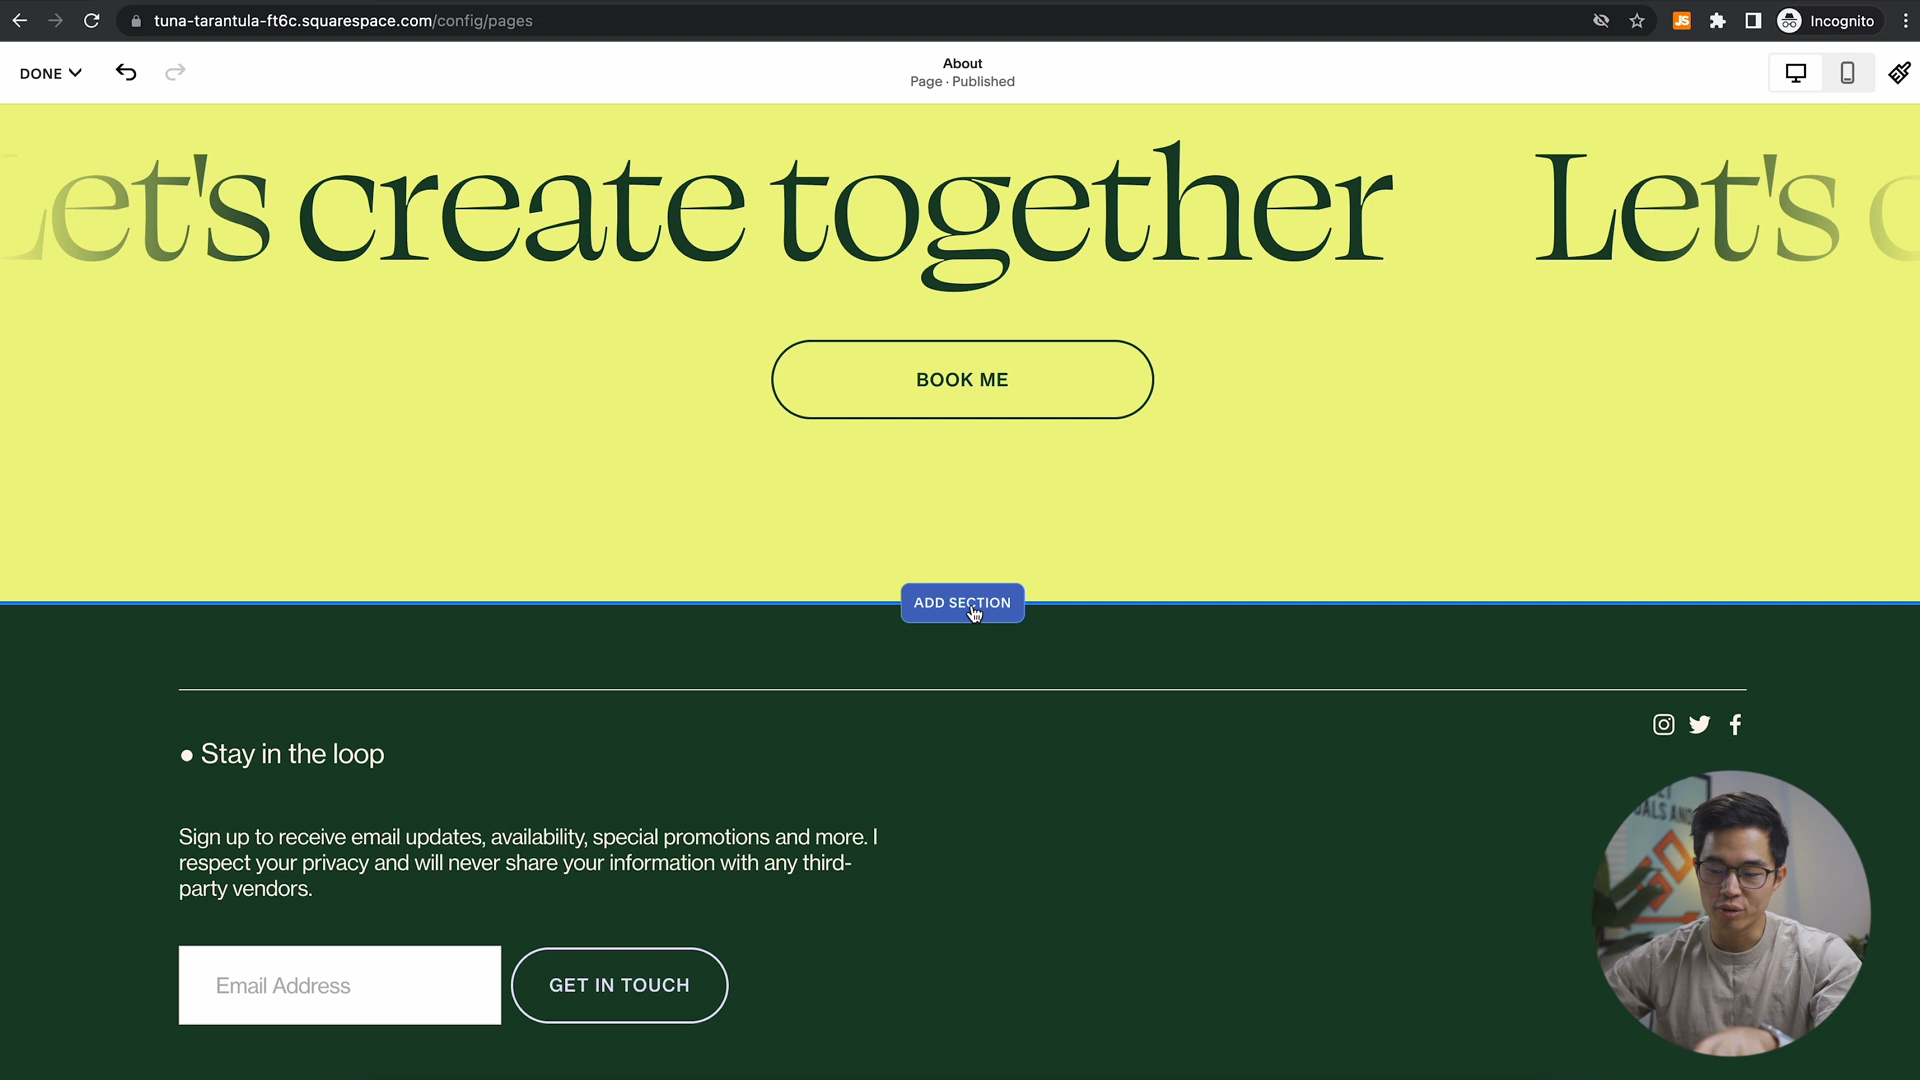 tuna-tarantula-ft6c.squarespace.com/config/pages
JS
Incognito
DONE
About
Page · Published
Let's create together Let's c
BOOK ME
ADD SECTION
● Stay in the loop
Sign up to receive email updates, availability, special promotions and more. I
respect your privacy and will never share your information with any third-
party vendors.
Email Address
GET IN TOUCH